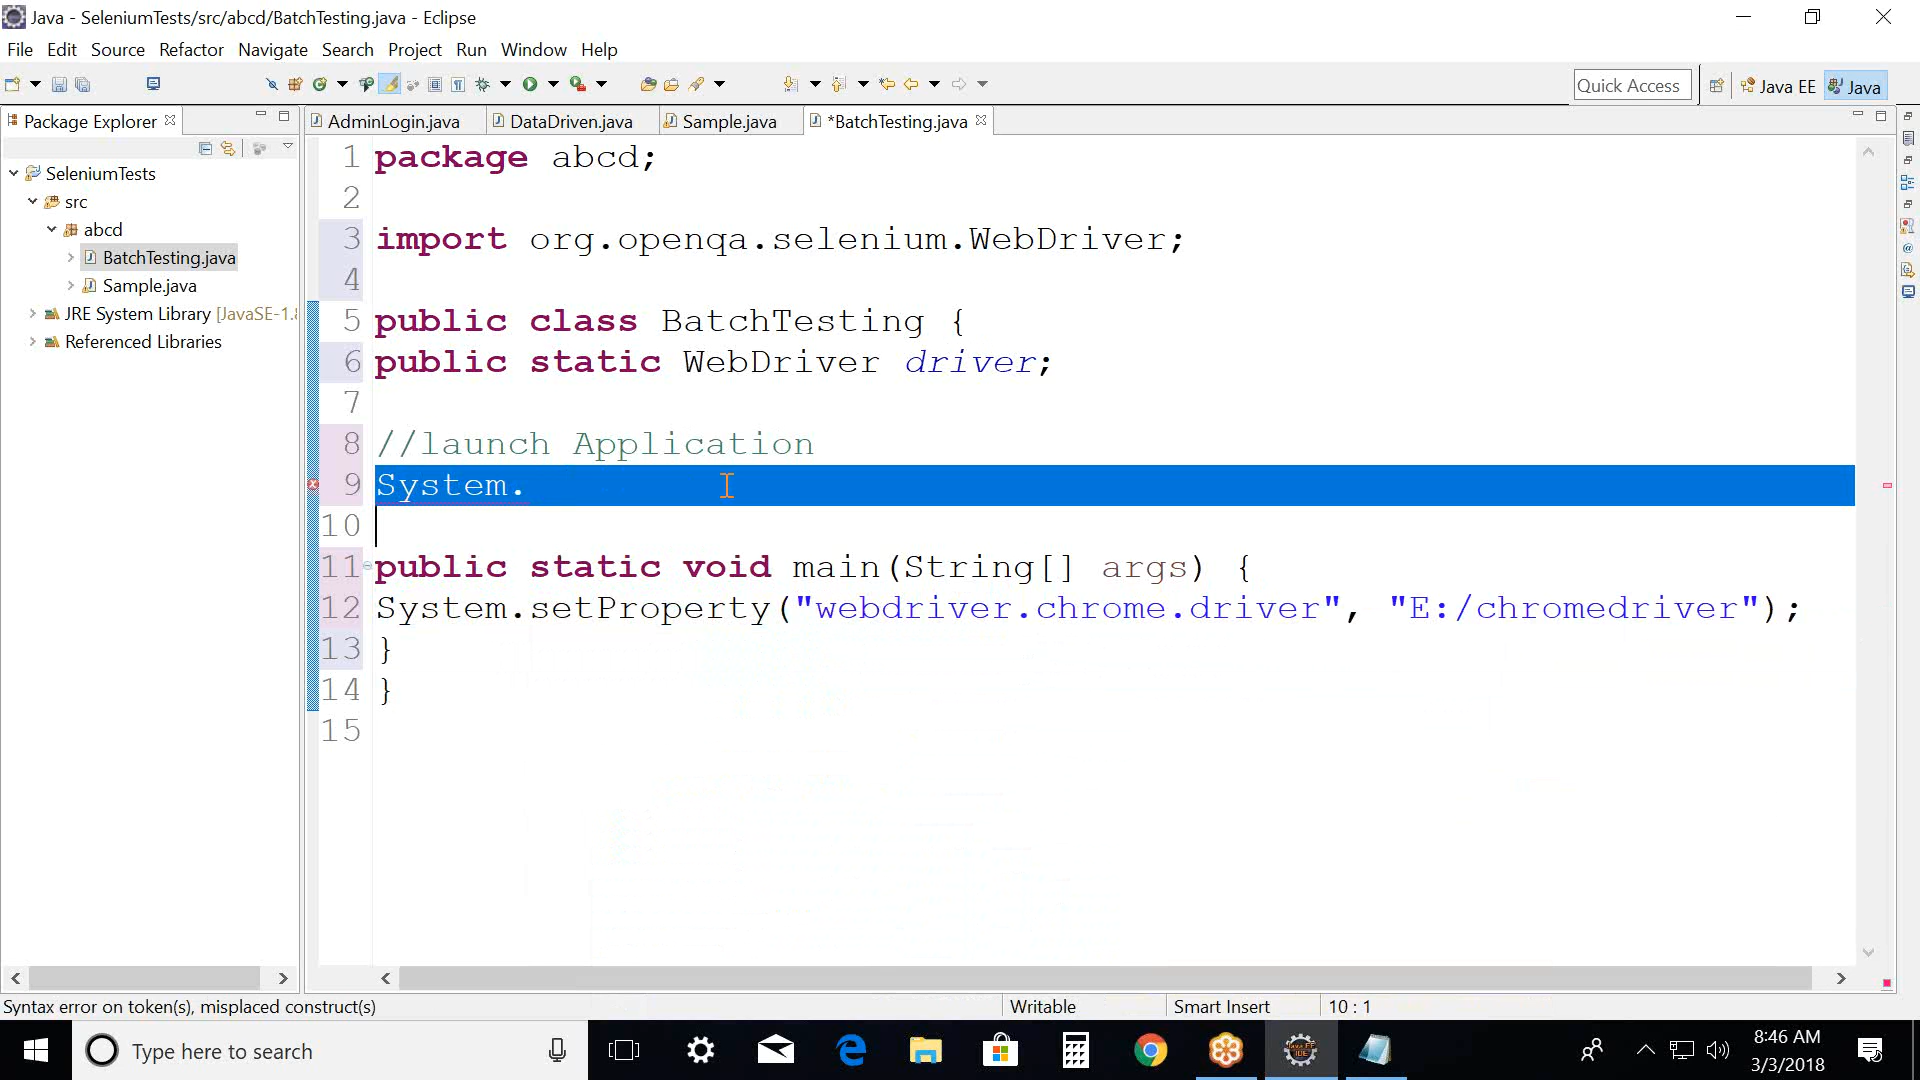 Java - SeleniumTests/src/abcd/BatchTesting.java - Eclipse
File Edit Source Refactor Navigate Search Project Run Window Help
Quick Access Java EE Java
Package Explorer
AdminLogin.java DataDriven.java Sample.java *BatchTesting.java
SeleniumTests
src
abcd
BatchTesting.java
Sample.java
JRE System Library [JavaSE-1.8
Referenced Libraries
1 package abcd;
2
3 import org.openqa.selenium.WebDriver;
4
5 public class BatchTesting {
6 public static WebDriver driver;
7
8 //launch Application
9 System.
10
11 public static void main(String[] args) {
12 System.setProperty("webdriver.chrome.driver", "E:/chromedriver");
13 }
14 }
15
Syntax error on token(s), misplaced construct(s) Writable Smart Insert 10 : 1
Type here to search
8:46 AM
3/3/2018